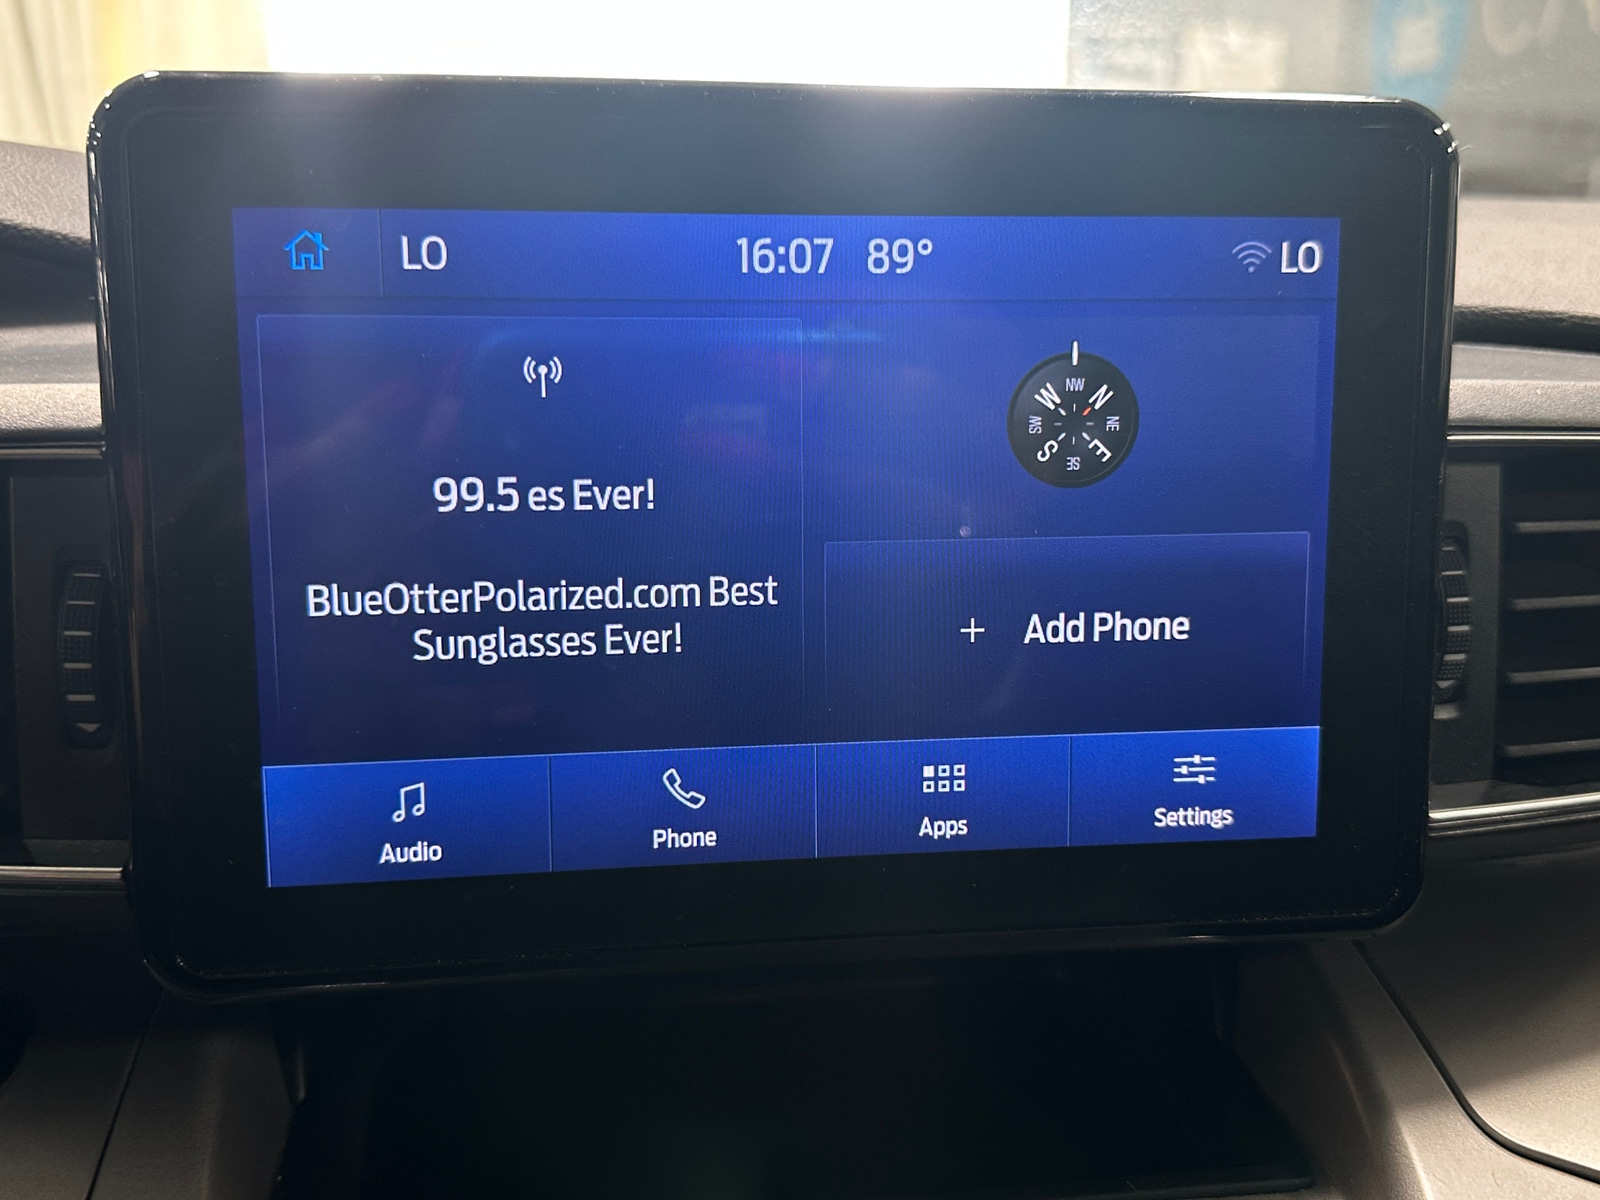 LO 16:07 89° LO
99.5 es Ever!
BlueOtterPolarized.com Best
Sunglasses Ever!
NW
W N
SW NE
S E
SE
+ Add Phone
Audio
Phone
Apps
Settings